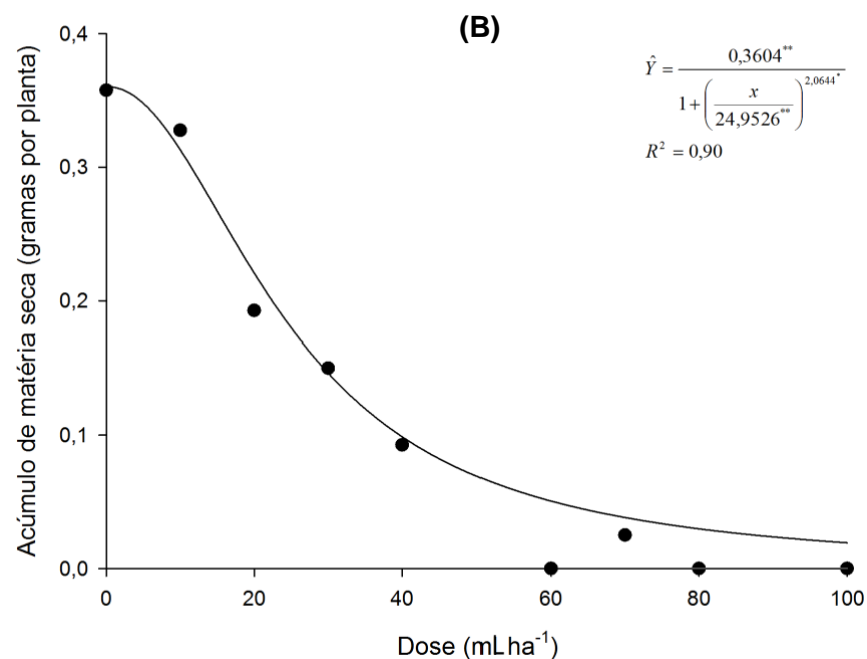 (B)
Ŷ = 0,3604** / (1 + (x / 24,9526**)^2,0644*)
R² = 0,90
Acúmulo de matéria seca (gramas por planta)
0,4
0,3
0,2
0,1
0,0
0 20 40 60 80 100
Dose (mL ha⁻¹)